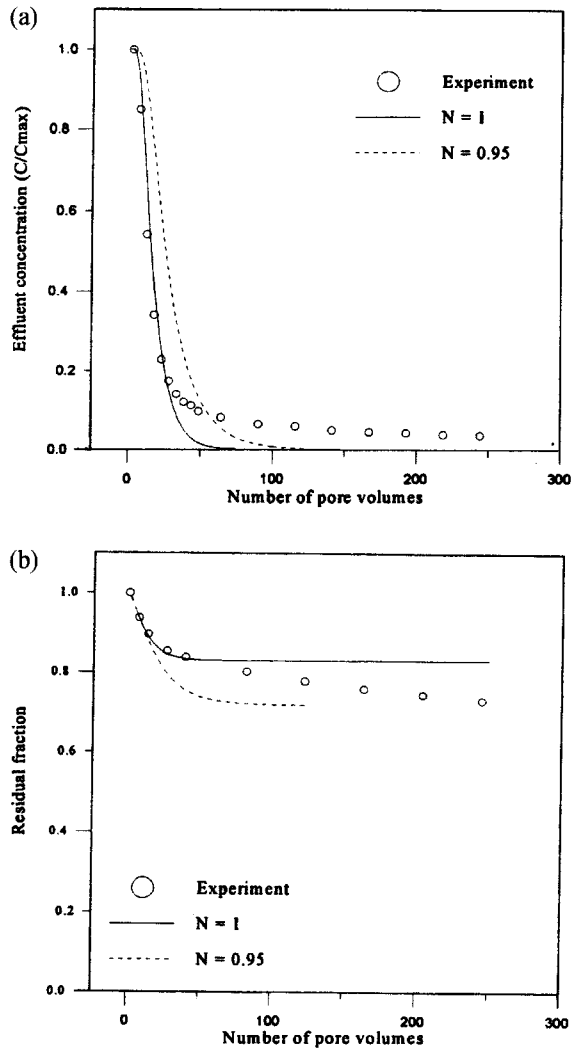 (a)
1.0
0.8
0.6
0.4
0.2
0.0
Effluent concentration (C/Cmax)
Experiment
N = 1
N = 0.95
0
100
200
300
Number of pore volumes
(b)
1.0
0.8
0.6
0.4
0.2
0.0
Residual fraction
Experiment
N = 1
N = 0.95
0
100
200
300
Number of pore volumes